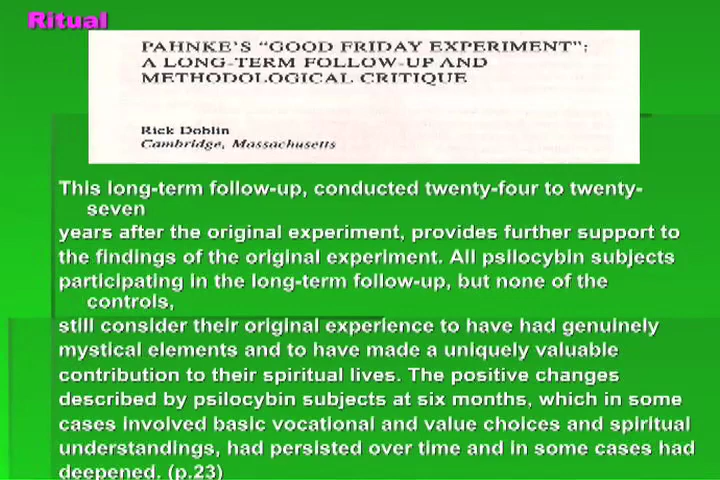 Ritual
PAHNKE'S "GOOD FRIDAY EXPERIMENT":
A LONG-TERM FOLLOW-UP AND
METHODOLOGICAL CRITIQUE
Rick Doblin
Cambridge, Massachusetts
This long-term follow-up, conducted twenty-four to twenty-
seven
years after the original experiment, provides further support to
the findings of the original experiment. All psilocybin subjects
participating in the long-term follow-up, but none of the
controls,
still consider their original experience to have had genuinely
mystical elements and to have made a uniquely valuable
contribution to their spiritual lives. The positive changes
described by psilocybin subjects at six months, which in some
cases involved basic vocational and value choices and spiritual
understandings, had persisted over time and in some cases had
deepened. (p.23)